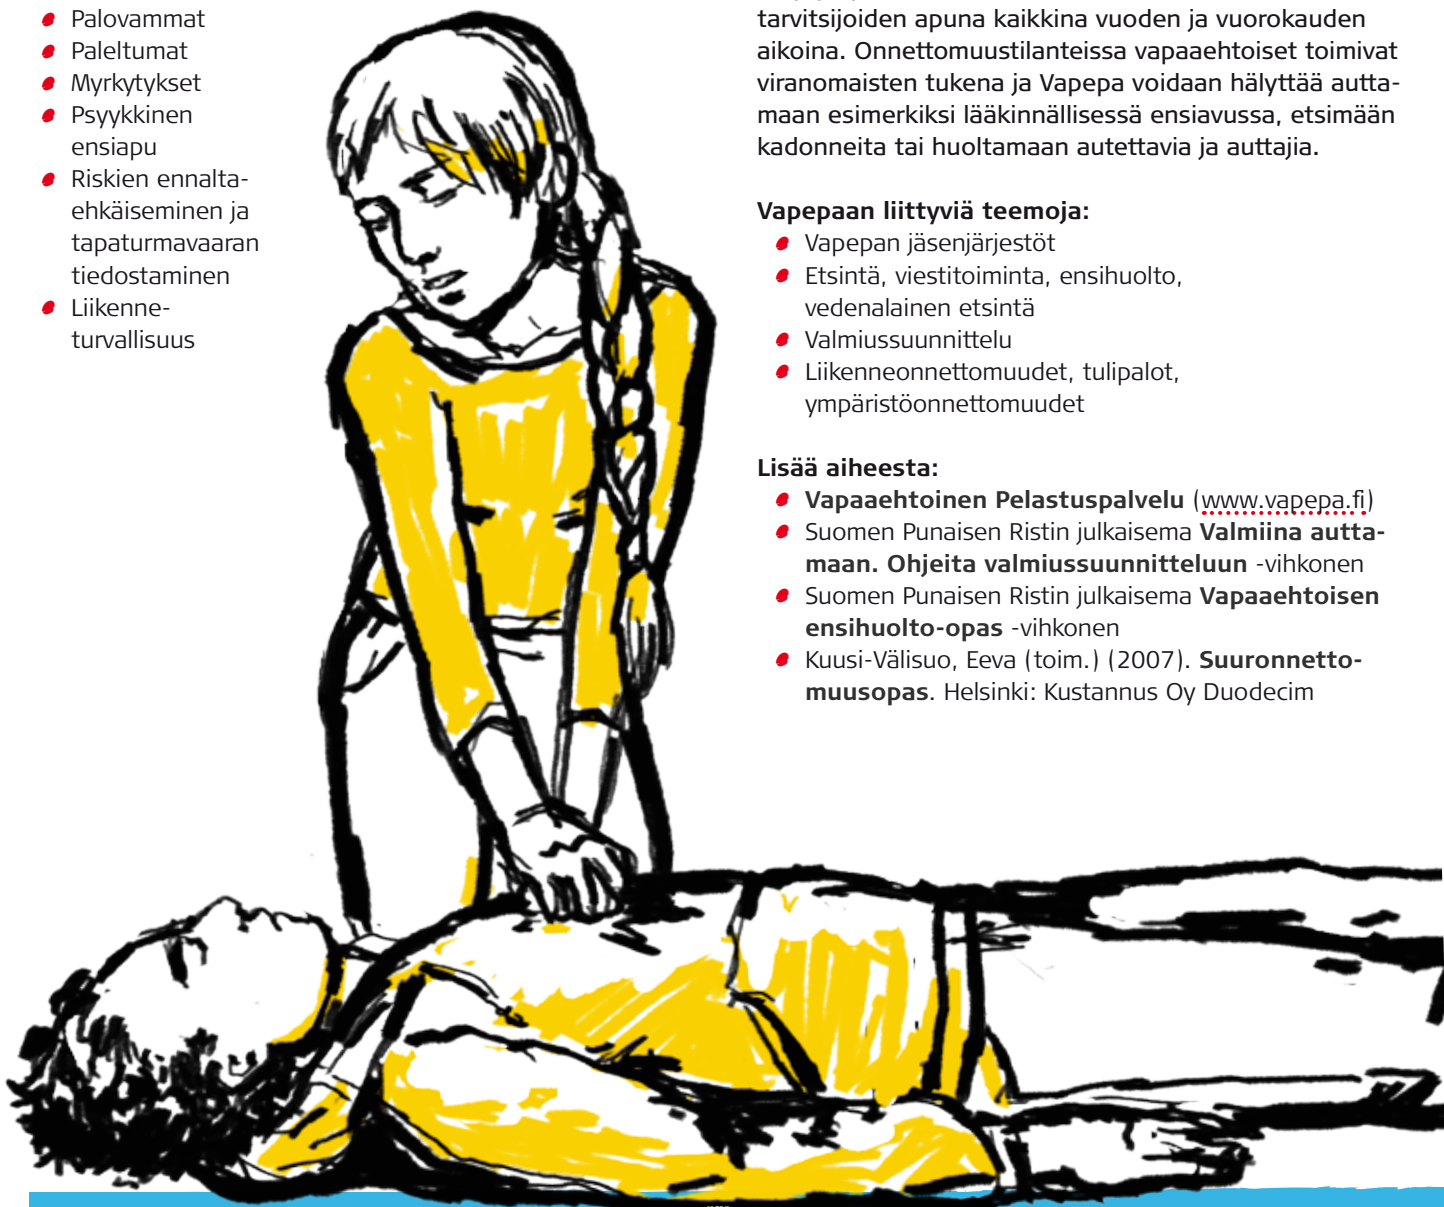 Palovammat
Paleltumat
Myrkytykset
Psyykkinen
ensiapu
Riskien ennalta-
ehkäiseminen ja
tapaturmavaaran
tiedostaminen
Liikenne-
turvallisuus
tarvitsijoiden apuna kaikkina vuoden ja vuorokauden
aikoina. Onnettomuustilanteissa vapaaehtoiset toimivat
viranomaisten tukena ja Vapepa voidaan hälyttää autta-
maan esimerkiksi lääkinnällisessä ensiavussa, etsimään
kadonneita tai huoltamaan autettavia ja auttajia.
Vapepaan liittyviä teemoja:
Vapepan jäsenjärjestöt
Etsintä, viestitoiminta, ensihuolto,
vedenalainen etsintä
Valmiussuunnittelu
Liikenneonnettomuudet, tulipalot,
ympäristöonnettomuudet
Lisää aiheesta:
Vapaaehtoinen Pelastuspalvelu (www.vapepa.fi)
Suomen Punaisen Ristin julkaisema Valmiina autta-
maan. Ohjeita valmiussuunnitteluun -vihkonen
Suomen Punaisen Ristin julkaisema Vapaaehtoisen
ensihuolto-opas -vihkonen
Kuusi-Välisuo, Eeva (toim.) (2007). Suuronnetto-
muusopas. Helsinki: Kustannus Oy Duodecim